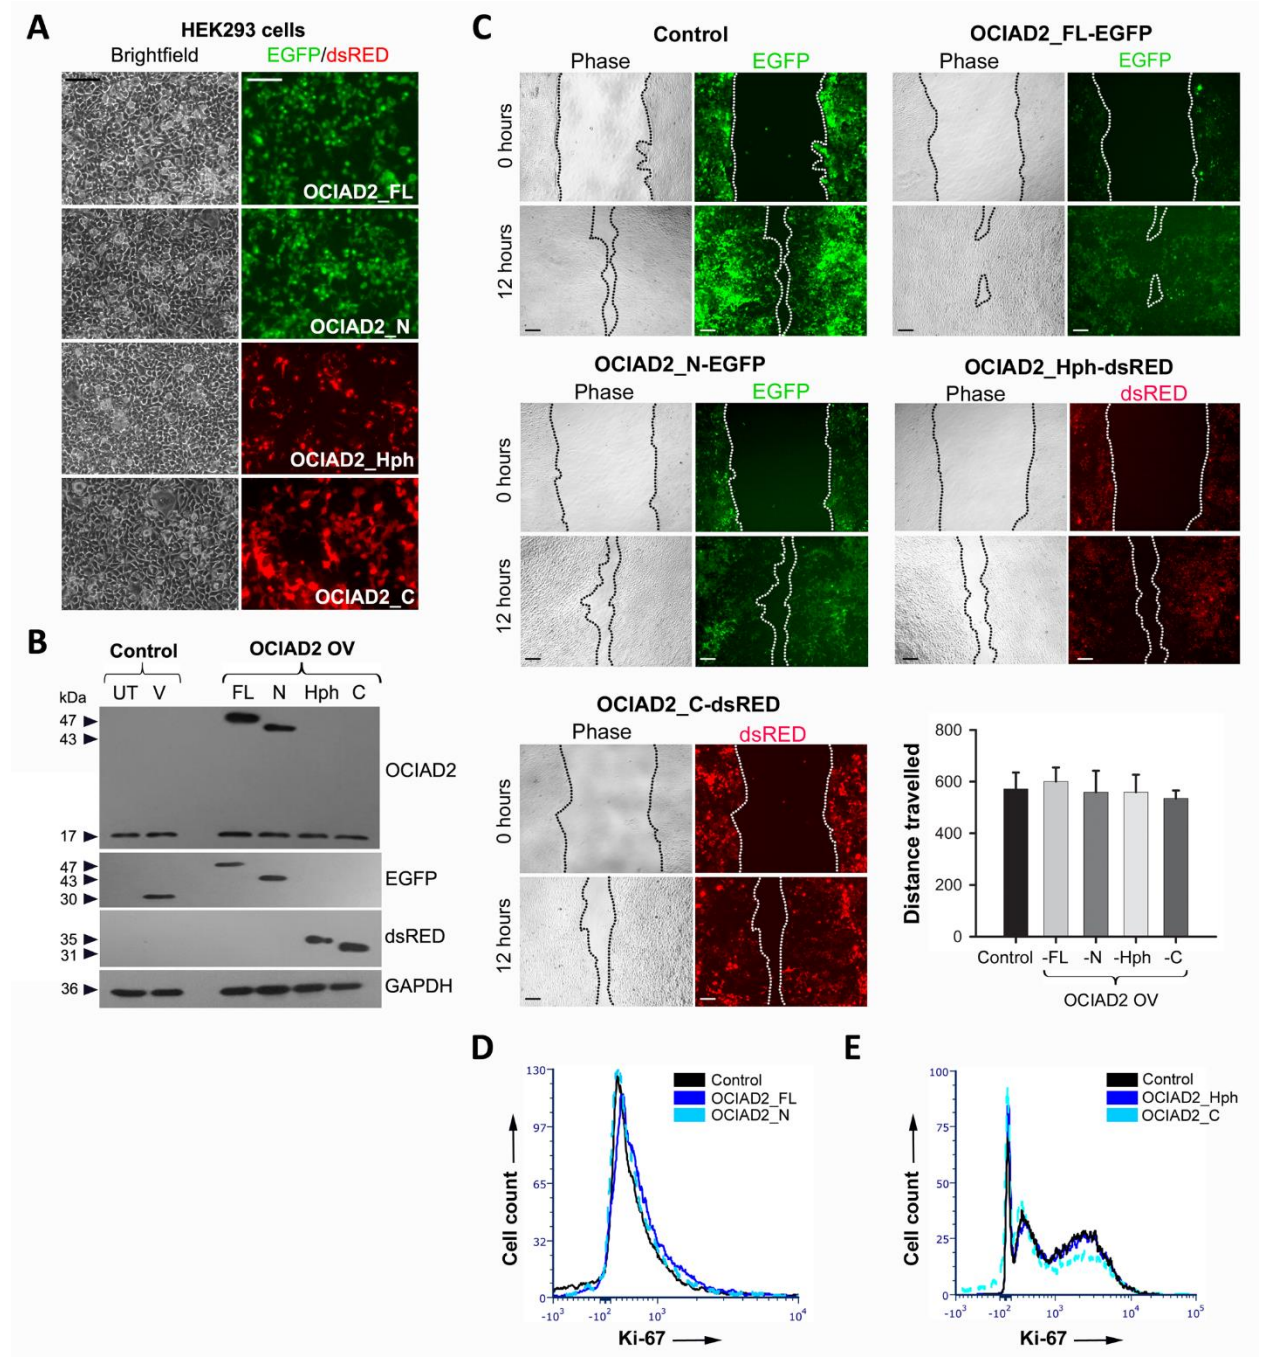 A
HEK293 cells
Brightfield EGFP/dsRED
OCIAD2_FL
OCIAD2_N
OCIAD2_Hph
OCIAD2_C
B
Control OCIAD2 OV
kDa UT V FL N Hph C
47
43
OCIAD2
17
47
43
EGFP
30
35
dsRED
31
36 GAPDH
C
Control
Phase EGFP
0 hours
12 hours
OCIAD2_FL-EGFP
Phase EGFP
OCIAD2_N-EGFP
Phase EGFP
0 hours
12 hours
OCIAD2_Hph-dsRED
Phase dsRED
OCIAD2_C-dsRED
Phase dsRED
0 hours
12 hours
Distance travelled
800
600
400
200
0
Control -FL -N -Hph -C
OCIAD2 OV
D
Cell count
130
97
65
32
0
-10³ -10² 10³ 10⁴
Ki-67
Control
OCIAD2_FL
OCIAD2_N
E
Cell count
100
75
50
25
0
-10³ -10² 10³ 10⁴ 10⁵
Ki-67
Control
OCIAD2_Hph
OCIAD2_C